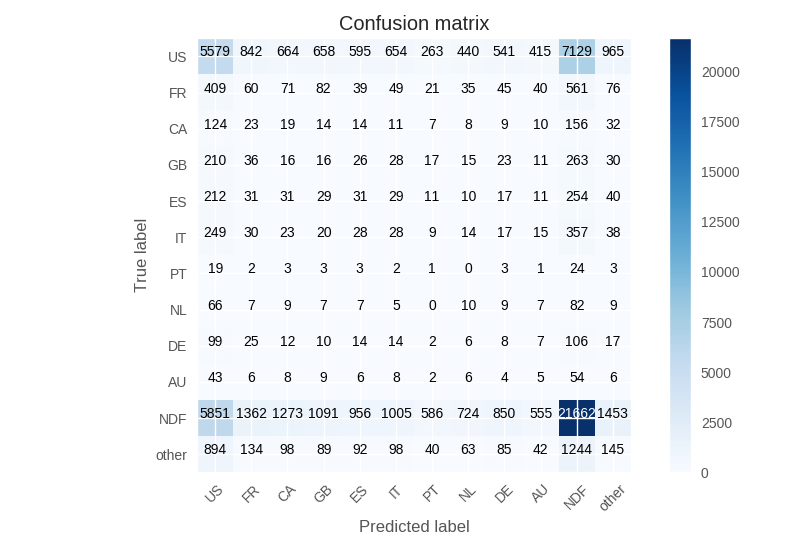 Confusion matrix
US 5579 842 664 658 595 654 263 440 541 415 7129 965
FR 409 60 71 82 39 49 21 35 45 40 561 76
CA 124 23 19 14 14 11 7 8 9 10 156 32
GB 210 36 16 16 26 28 17 15 23 11 263 30
ES 212 31 31 29 31 29 11 10 17 11 254 40
IT 249 30 23 20 28 28 9 14 17 15 357 38
PT 19 2 3 3 3 2 1 0 3 1 24 3
NL 66 7 9 7 7 5 0 10 9 7 82 9
DE 99 25 12 10 14 14 2 6 8 7 106 17
AU 43 6 8 9 6 8 2 6 4 5 54 6
NDF 5851 1362 1273 1091 956 1005 586 724 850 555 21662 1453
other 894 134 98 89 92 98 40 63 85 42 1244 145
US FR CA GB ES IT PT NL DE AU NDF other
Predicted label
True label
20000
17500
15000
12500
10000
7500
5000
2500
0